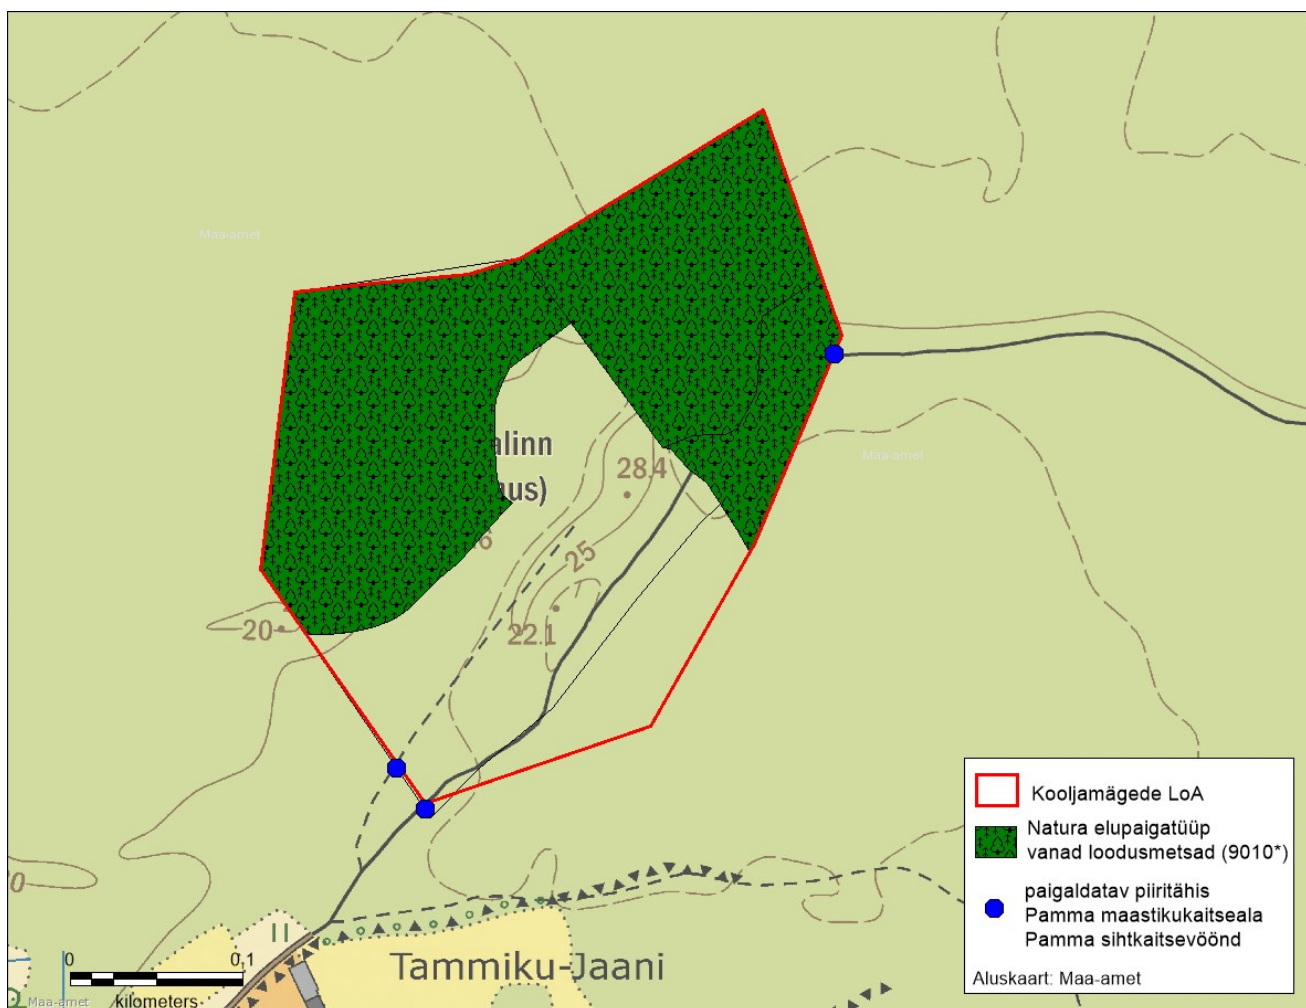 Maa-amet
alinn
aus)
28.4
Maa-amet
25
20
22.1
Kooljamägede LoA
Natura elupaigatüüp
vanad loodusmetsad (9010*)
paigaldatav piiritähis
Pamma maastikukaitseala
Pamma sihtkaitsevöönd
Aluskaart: Maa-amet
Tammiku-Jaani
0 0.1
kilometers
Maa-amet